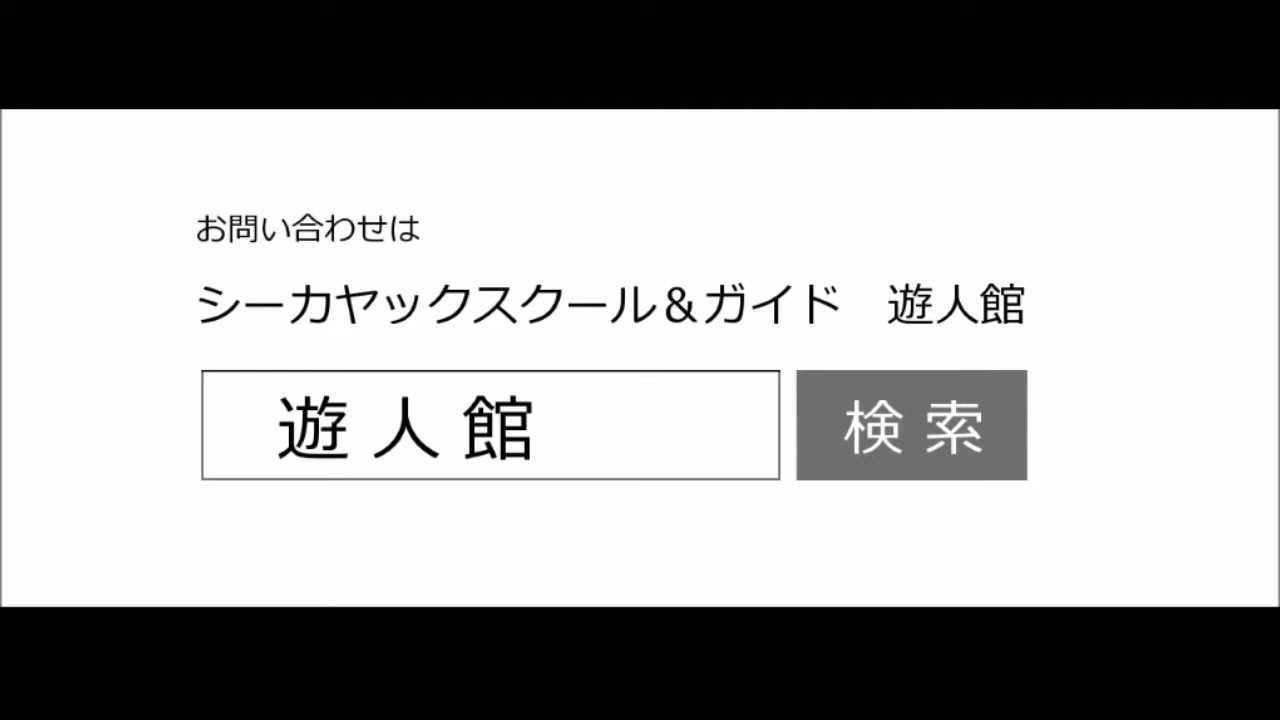 お問い合わせは
シーカヤックスクール＆ガイド　遊人館
遊人館
検索